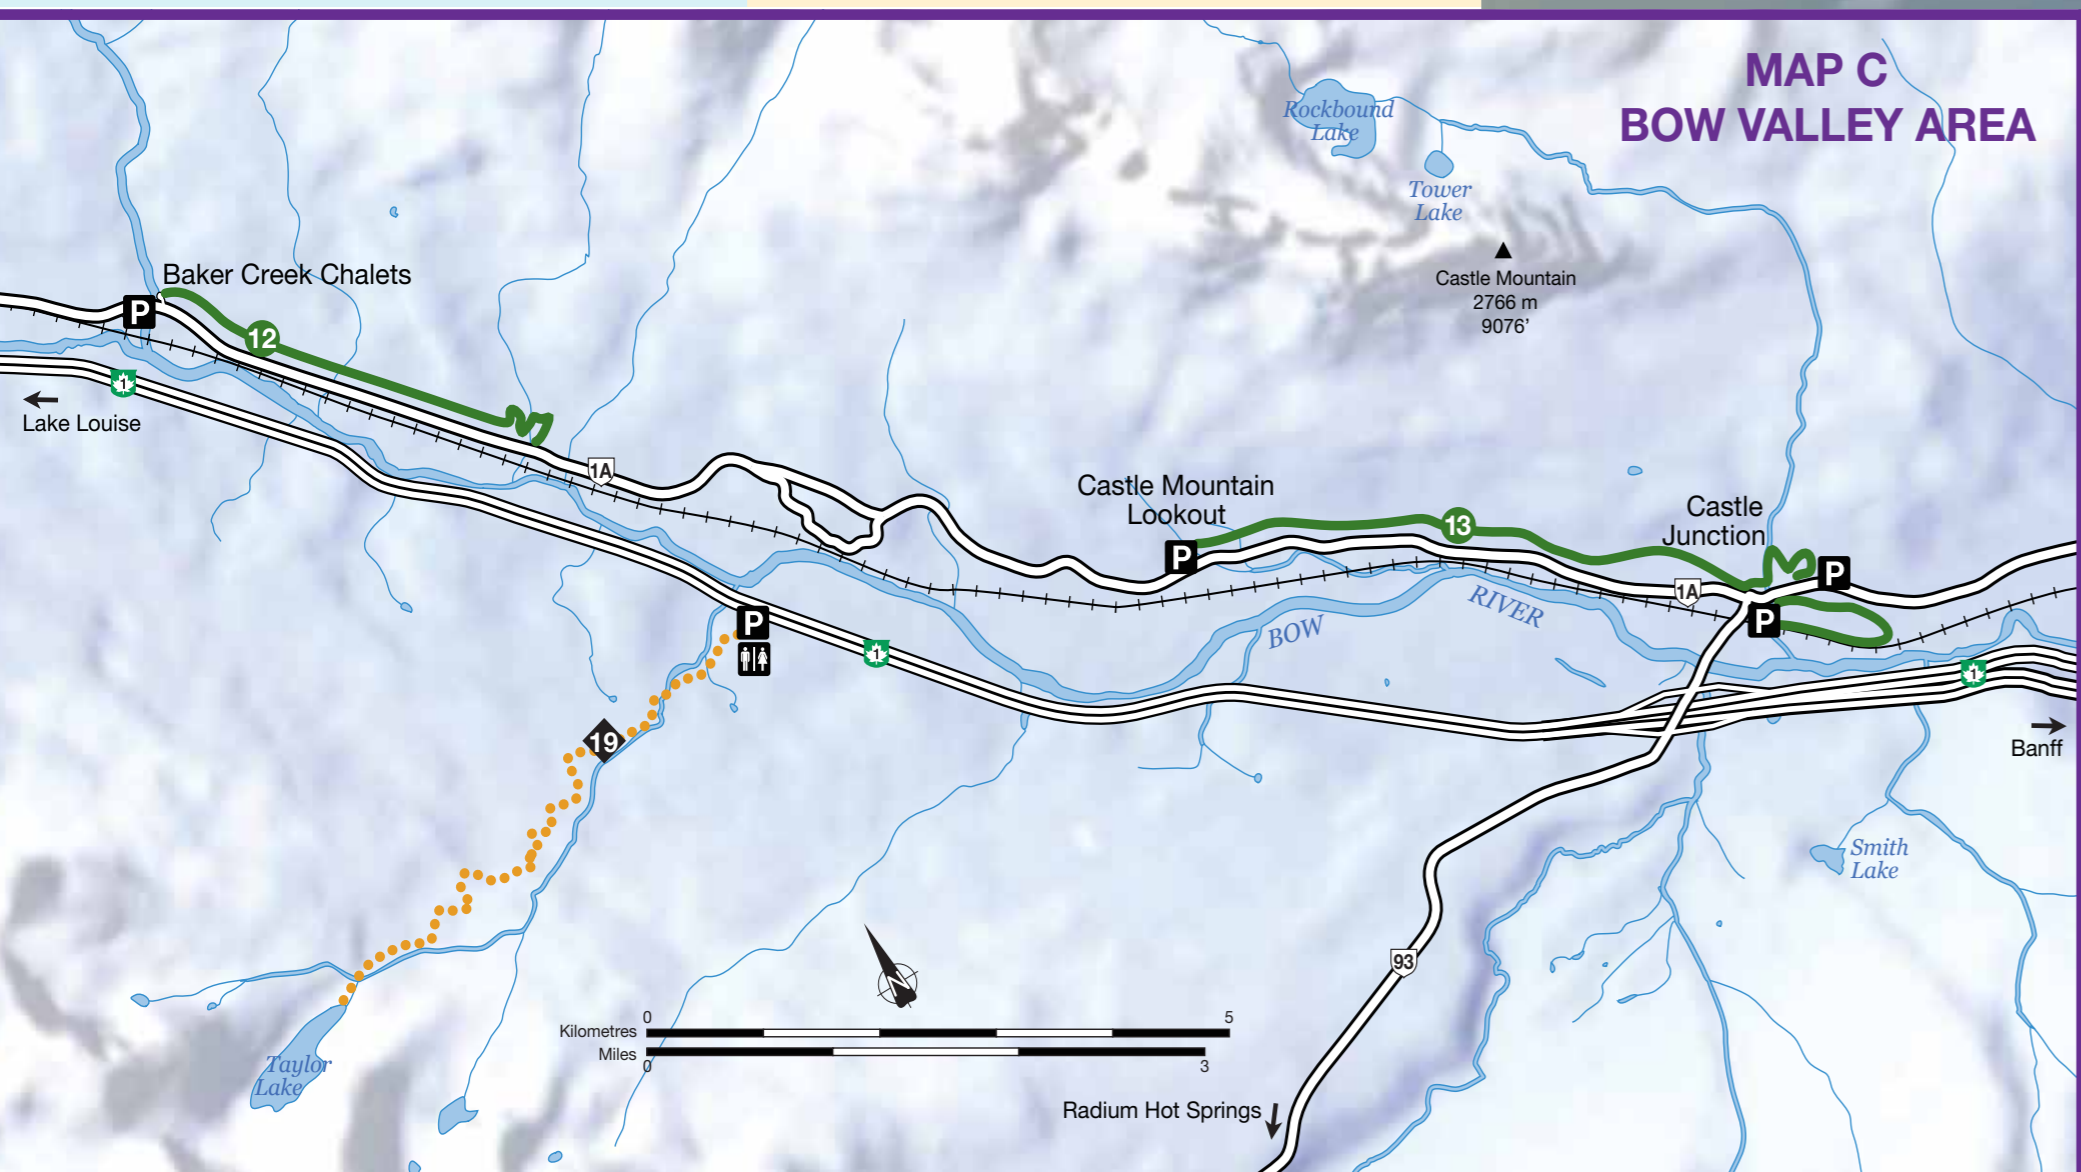 MAP C
BOW VALLEY AREA
Rockbound
Lake
Tower
Lake
Castle Mountain
2766 m
9076’
Baker Creek Chalets
P
12
1
Lake Louise
1A
Castle Mountain
Lookout
P
13
Castle
Junction
P
1A
P
RIVER
BOW
P
1
1
Banff
19
Smith
Lake
93
N
0 5
Kilometres
Miles
0 3
Taylor
Lake
Radium Hot Springs